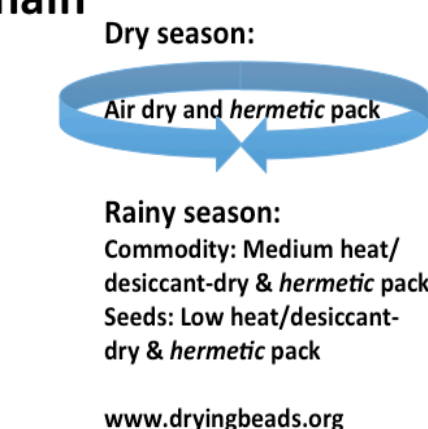 Dry season:
Air dry and hermetic pack
Rainy season:
Commodity: Medium heat/
desiccant-dry & hermetic pack
Seeds: Low heat/desiccant-
dry & hermetic pack
www.dryingbeads.org